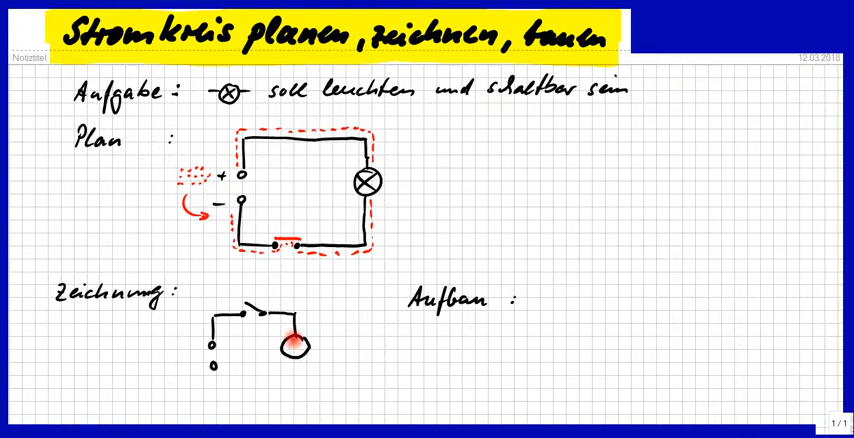 Stromkreis planen, zeichnen, bauen
Notiztitel
12.03.2018
Aufgabe : soll leuchten und schaltbar sein
Plan :
+
-
Zeichnung :
Aufbau :
1 / 1